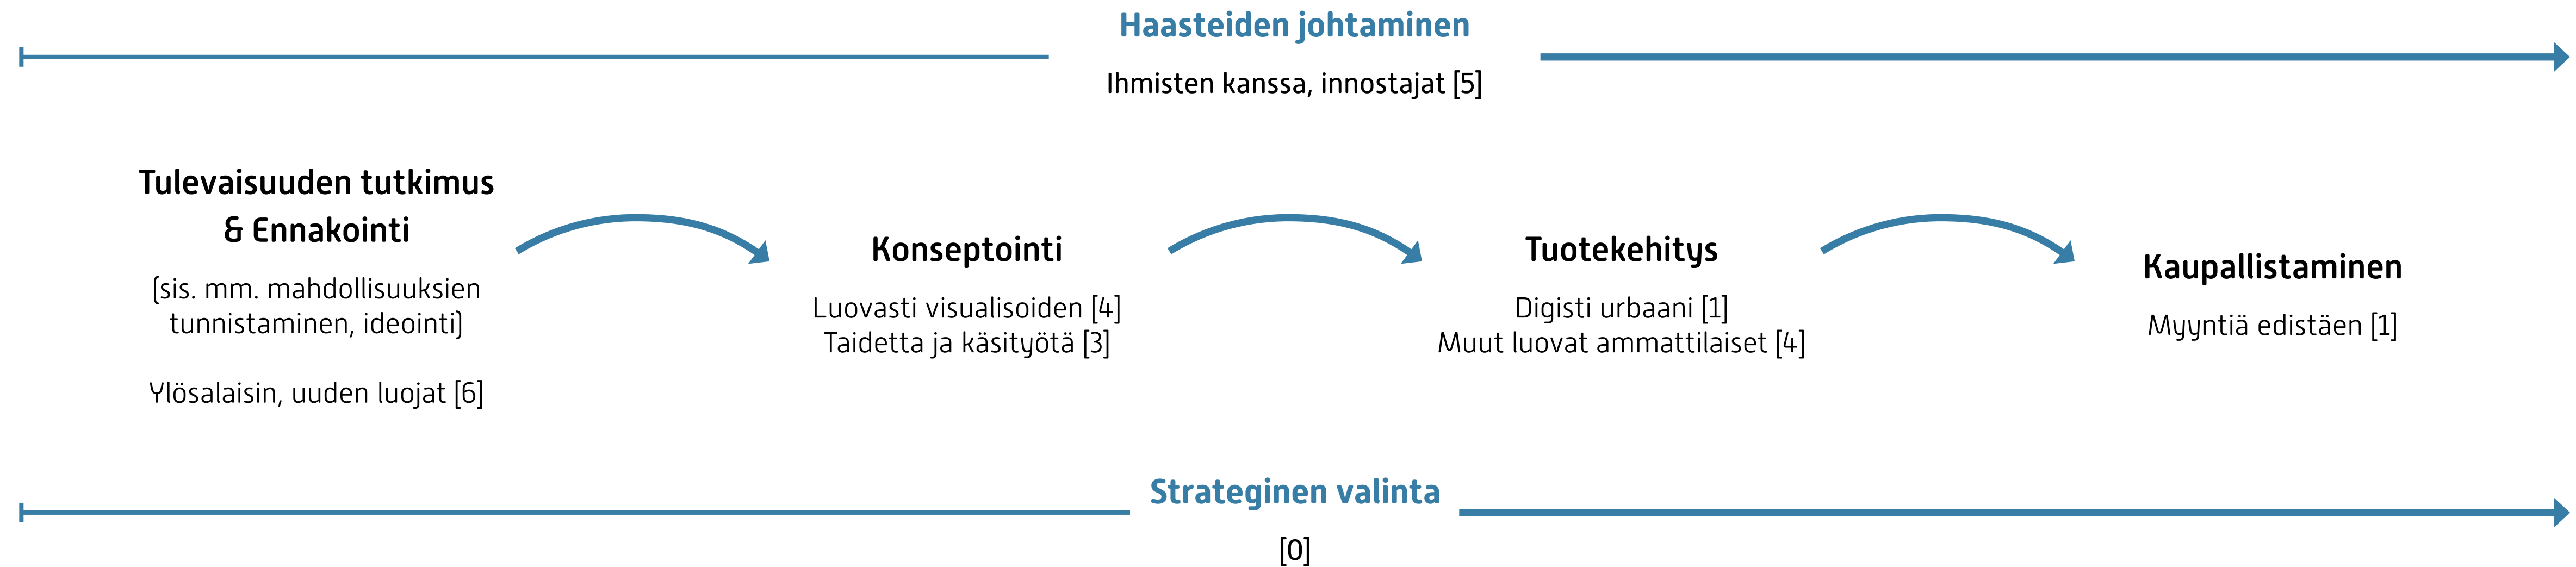 Haasteiden johtaminen
Ihmisten kanssa, innostajat [5]
Tulevaisuuden tutkimus
& Ennakointi
(sis. mm. mahdollisuuksien
tunnistaminen, ideointi)
Ylösalaisin, uuden luojat [6]
Konseptointi
Luovasti visualisoiden [4]
Taidetta ja käsityötä [3]
Tuotekehitys
Digisti urbaani [1]
Muut luovat ammattilaiset [4]
Kaupallistaminen
Myyntiä edistäen [1]
Strateginen valinta
[0]